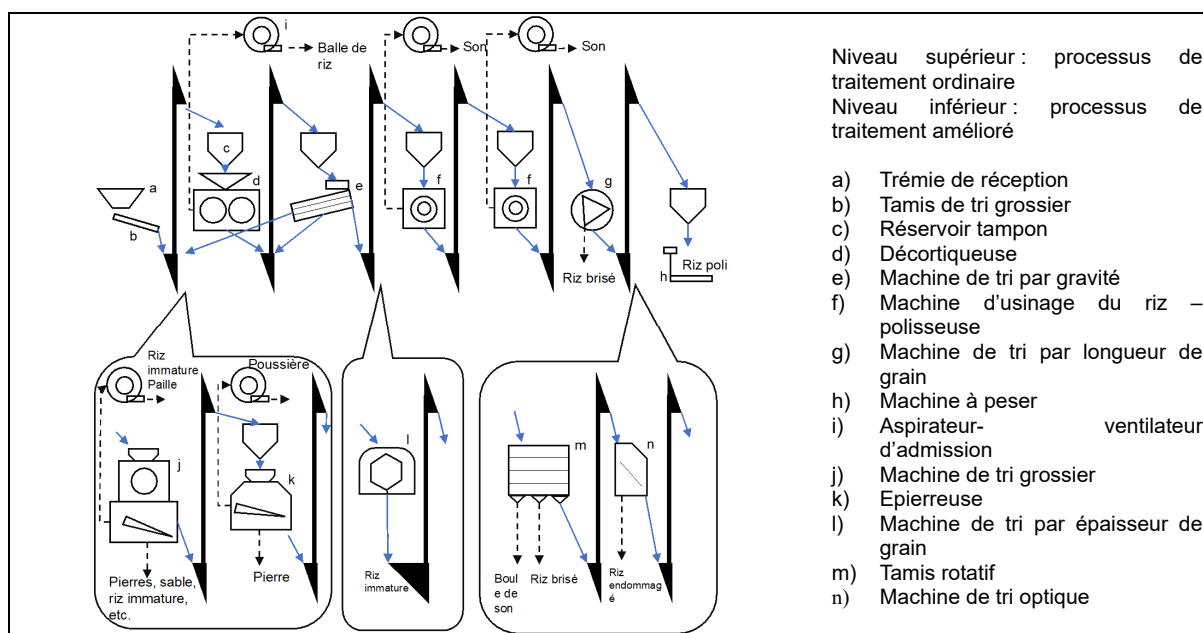 i
Balle de
riz
Son
Son
c
a
d
e
f
f
g
b
Riz brisé
h
Riz poli
Riz
immature
Paille
Poussière
j
k
l
m
n
Pierres, sable,
riz immature,
etc.
Pierre
Riz
immature
Boul
e de
son
Riz brisé
Riz
endommag
é
Niveau supérieur : processus de
traitement ordinaire
Niveau inférieur : processus de
traitement amélioré
a) Trémie de réception
b) Tamis de tri grossier
c) Réservoir tampon
d) Décortiqueuse
e) Machine de tri par gravité
f) Machine d'usinage du riz –
polisseuse
g) Machine de tri par longueur de
grain
h) Machine à peser
i) Aspirateur- ventilateur
d'admission
j) Machine de tri grossier
k) Epierreuse
l) Machine de tri par épaisseur de
grain
m) Tamis rotatif
n) Machine de tri optique